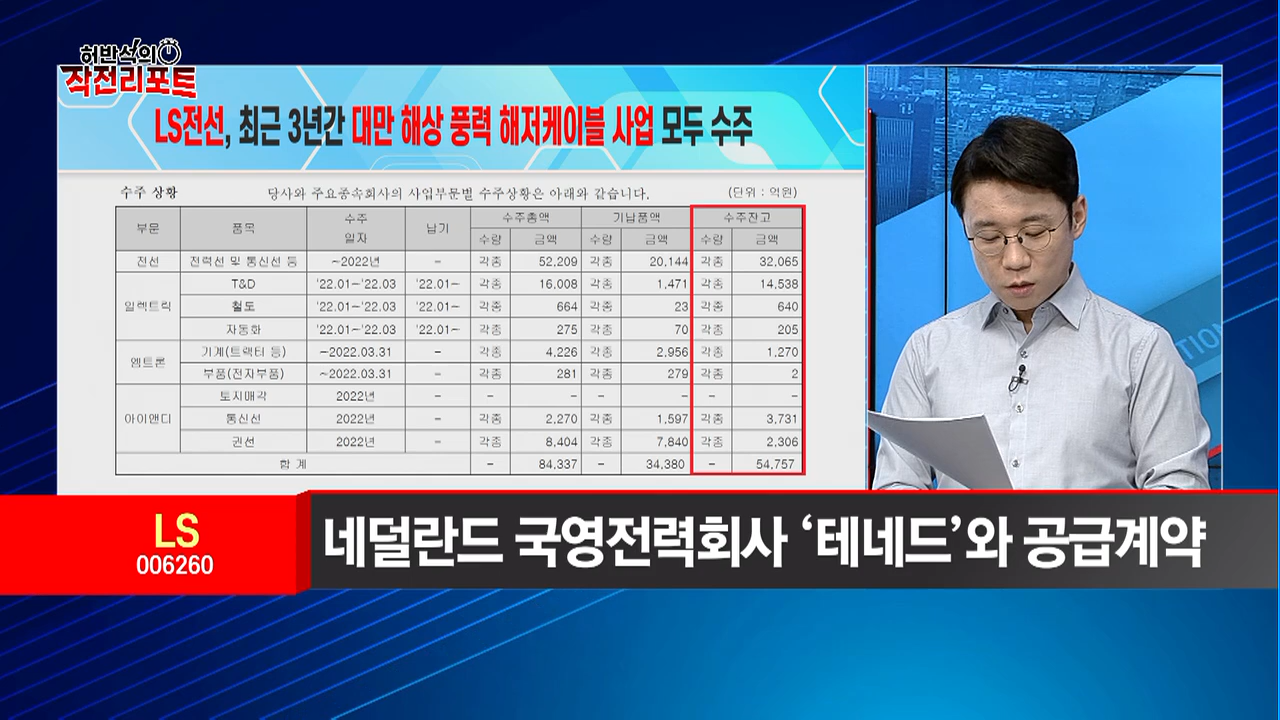 허반석의
작전리포트
LS전선, 최근 3년간 대만 해상 풍력 해저케이블 사업 모두 수주
수주 상황 당사와 주요종속회사의 사업부문별 수주상황은 아래와 같습니다. (단위 : 억원)
부문 품목 수주 일자 납기 수주총액 기납품액 수주잔고
수량 금액 수량 금액 수량 금액
전선 전력선 및 통신선 등 ~2022년 - 각종 52,209 각종 20,144 각종 32,065
일렉트릭 T&D '22.01~'22.03 '22.01~ 각종 16,008 각종 1,471 각종 14,538
철도 '22.01~'22.03 '22.01~ 각종 664 각종 23 각종 640
자동화 '22.01~'22.03 '22.01~ 각종 275 각종 70 각종 205
엠트론 기계(트랙터 등) ~2022.03.31 - 각종 4,226 각종 2,956 각종 1,270
부품(전자부품) ~2022.03.31 - 각종 281 각종 279 각종 2
아이앤디 토지매각 2022년 - - - - - - -
통신선 2022년 - 각종 2,270 각종 1,597 각종 3,731
권선 2022년 - 각종 8,404 각종 7,840 각종 2,306
합 계 - 84,337 - 34,380 - 54,757
TION
LS
006260
네덜란드 국영전력회사 ‘테네드’와 공급계약